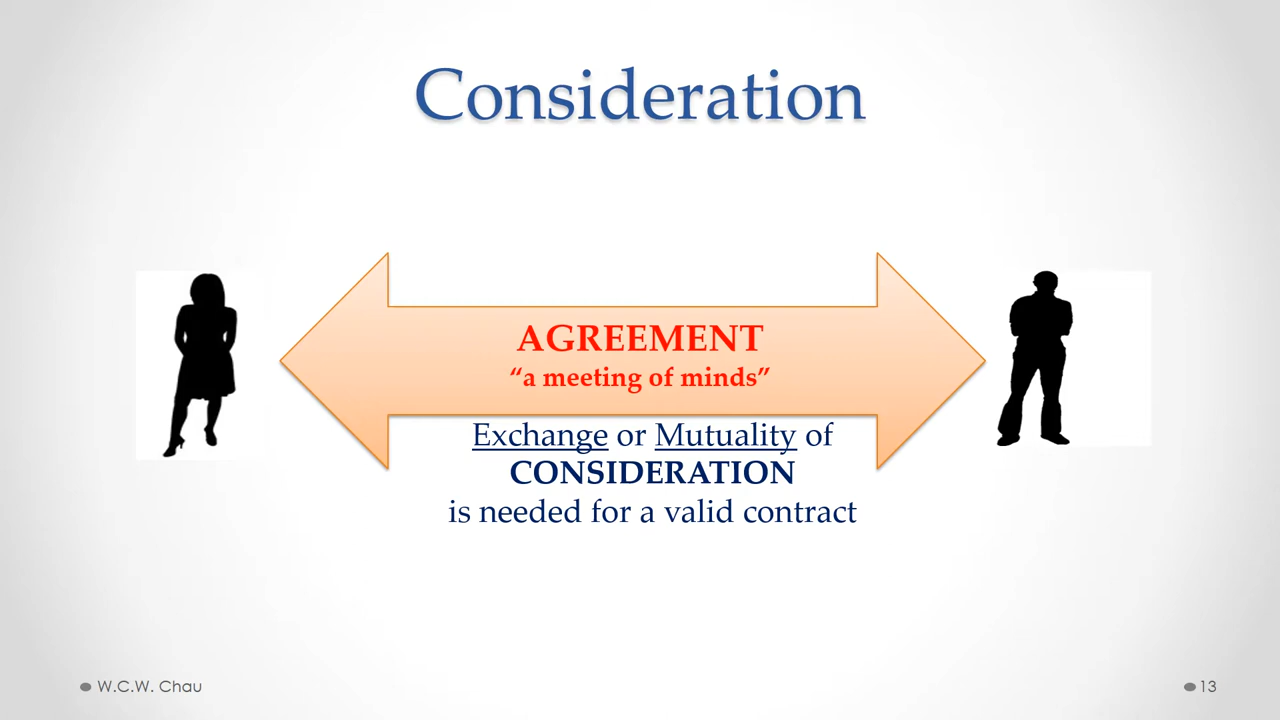 Consideration
AGREEMENT
“a meeting of minds”
Exchange or Mutuality of
CONSIDERATION
is needed for a valid contract
W.C.W. Chau
13